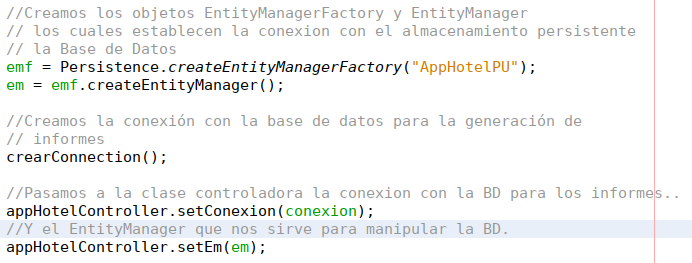 //Creamos los objetos EntityManagerFactory y EntityManager
// los cuales establecen la conexion con el almacenamiento persistente
// la Base de Datos
emf = Persistence.createEntityManagerFactory("AppHotelPU");
em = emf.createEntityManager();
//Creamos la conexión con la base de datos para la generación de
// informes
crearConnection();
//Pasamos a la clase controladora la conexion con la BD para los informes..
appHotelController.setConexion(conexion);
//Y el EntityManager que nos sirve para manipular la BD.
appHotelController.setEm(em);